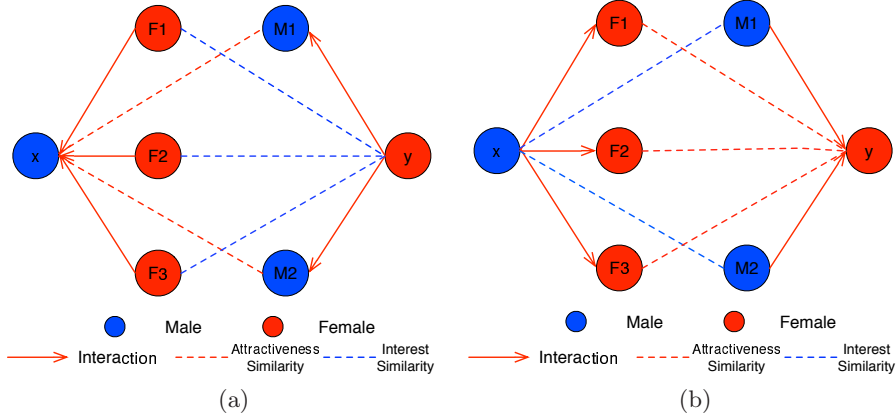 F1 M1
x F2 y
F3 M2
Male Female
Interaction Attractiveness Similarity Interest Similarity
(a)
F1 M1
x F2 y
F3 M2
Male Female
Interaction Attractiveness Similarity Interest Similarity
(b)